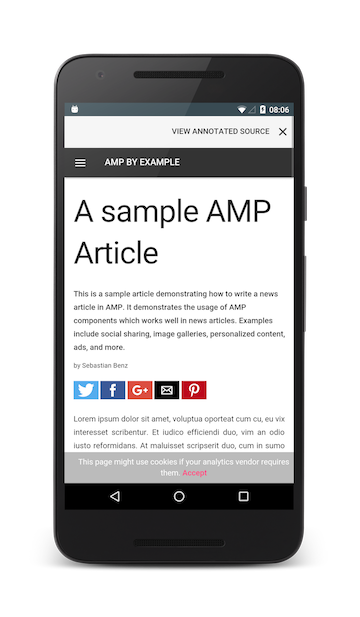 08:06
VIEW ANNOTATED SOURCE
AMP BY EXAMPLE
A sample AMP
Article
This is a sample article demonstrating how to write a news
article in AMP. It demonstrates the usage of AMP
components which works well in news articles. Examples
include social sharing, image galleries, personalized content,
ads, and more.
by Sebastian Benz
G+
Lorem ipsum dolor sit amet, voluptua oporteat cum cu, eu vix
interesset scribentur. Et iudico efficiendi duo, vim an odio
iusto reformidans. At maluisset scripserit duo, cum in sumo
This page might use cookies if your analytics vendor requires
them. Accept